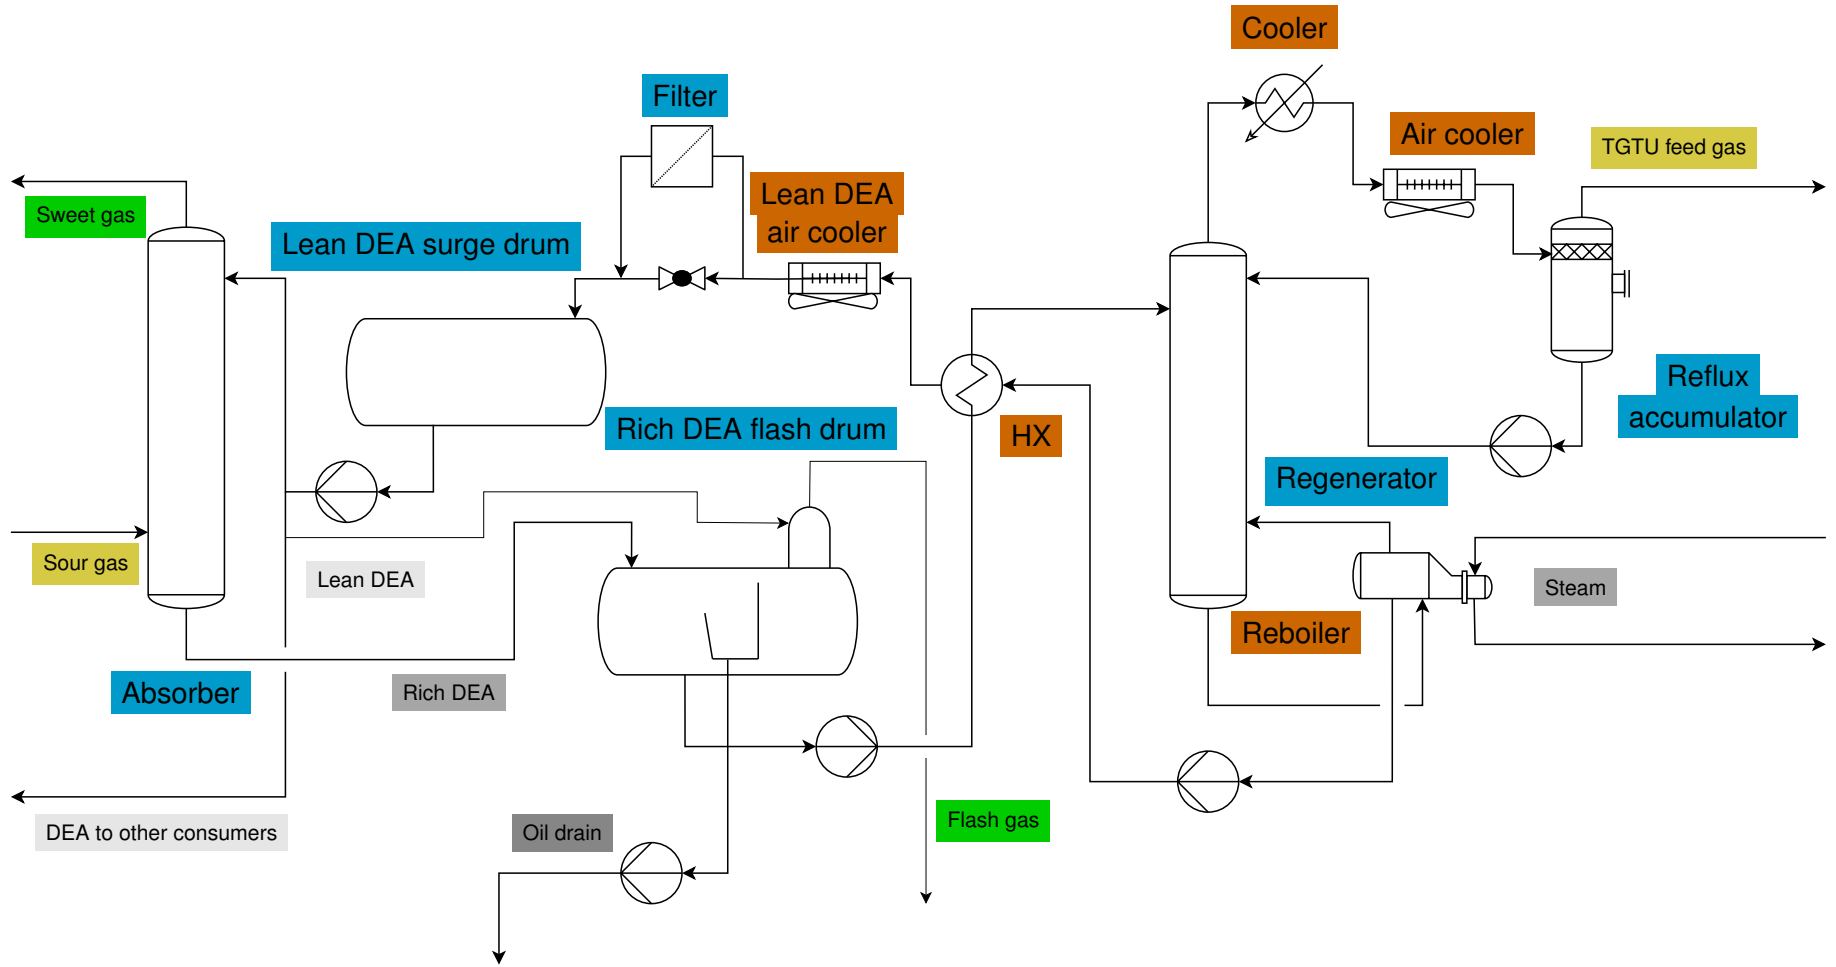 Cooler
Filter
Air cooler
TGTU feed gas
Lean DEA
air cooler
Sweet gas
Lean DEA surge drum
Reflux
accumulator
Rich DEA flash drum
HX
Regenerator
Sour gas
Lean DEA
Steam
Reboiler
Absorber
Rich DEA
DEA to other consumers
Oil drain
Flash gas